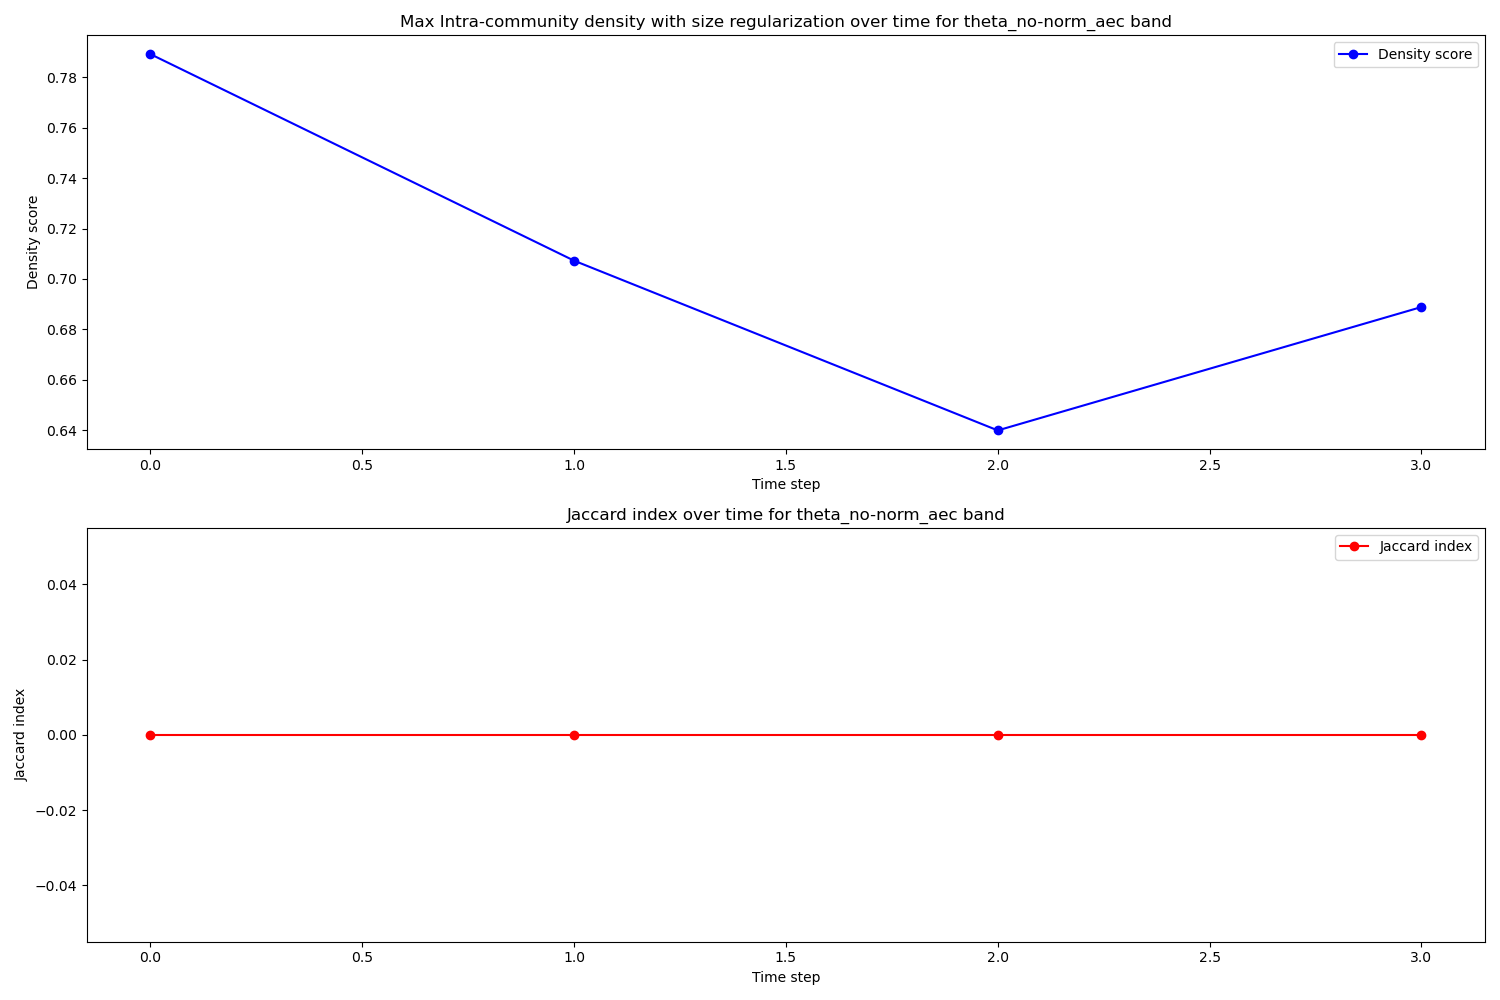 Max Intra-community density with size regularization over time for theta_no-norm_aec band
Density score
0.78
0.76
0.74
0.72
0.70
0.68
0.66
0.64
Density score
0.0 0.5 1.0 1.5 2.0 2.5 3.0
Time step
Jaccard index over time for theta_no-norm_aec band
Jaccard index
0.04
0.02
0.00
−0.02
−0.04
Jaccard index
0.0 0.5 1.0 1.5 2.0 2.5 3.0
Time step